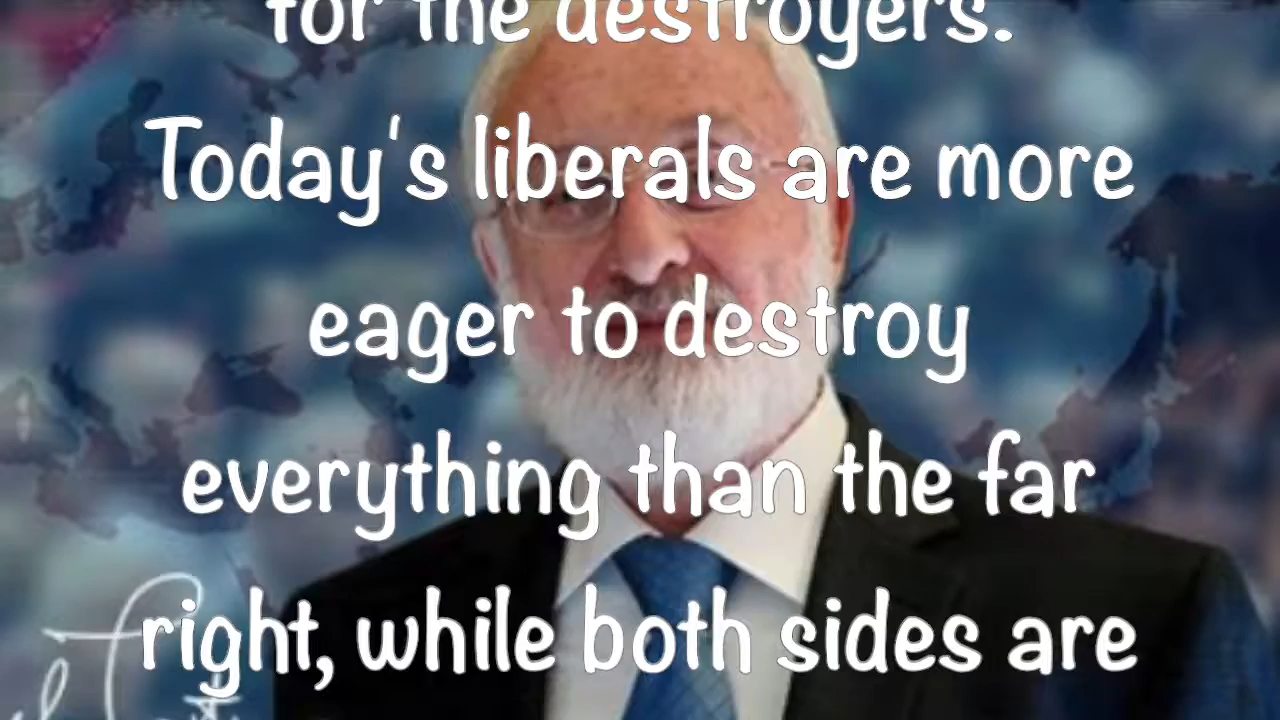 for the destroyers.
Today's liberals are more
eager to destroy
everything than the far
right, while both sides are